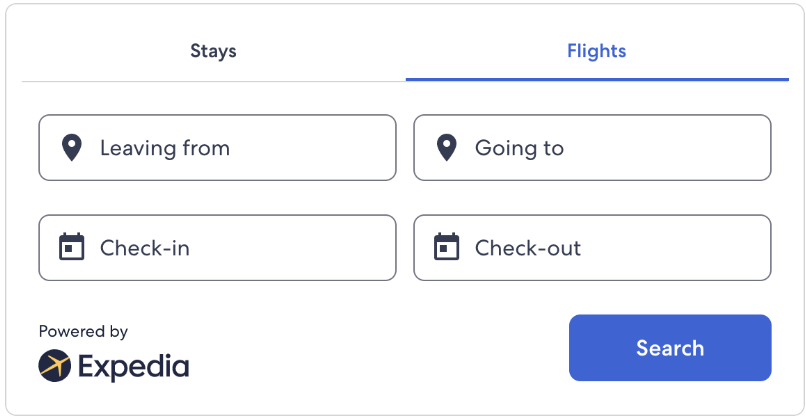 Stays
Flights
Leaving from
Going to
Check-in
Check-out
Powered by
Expedia
Search